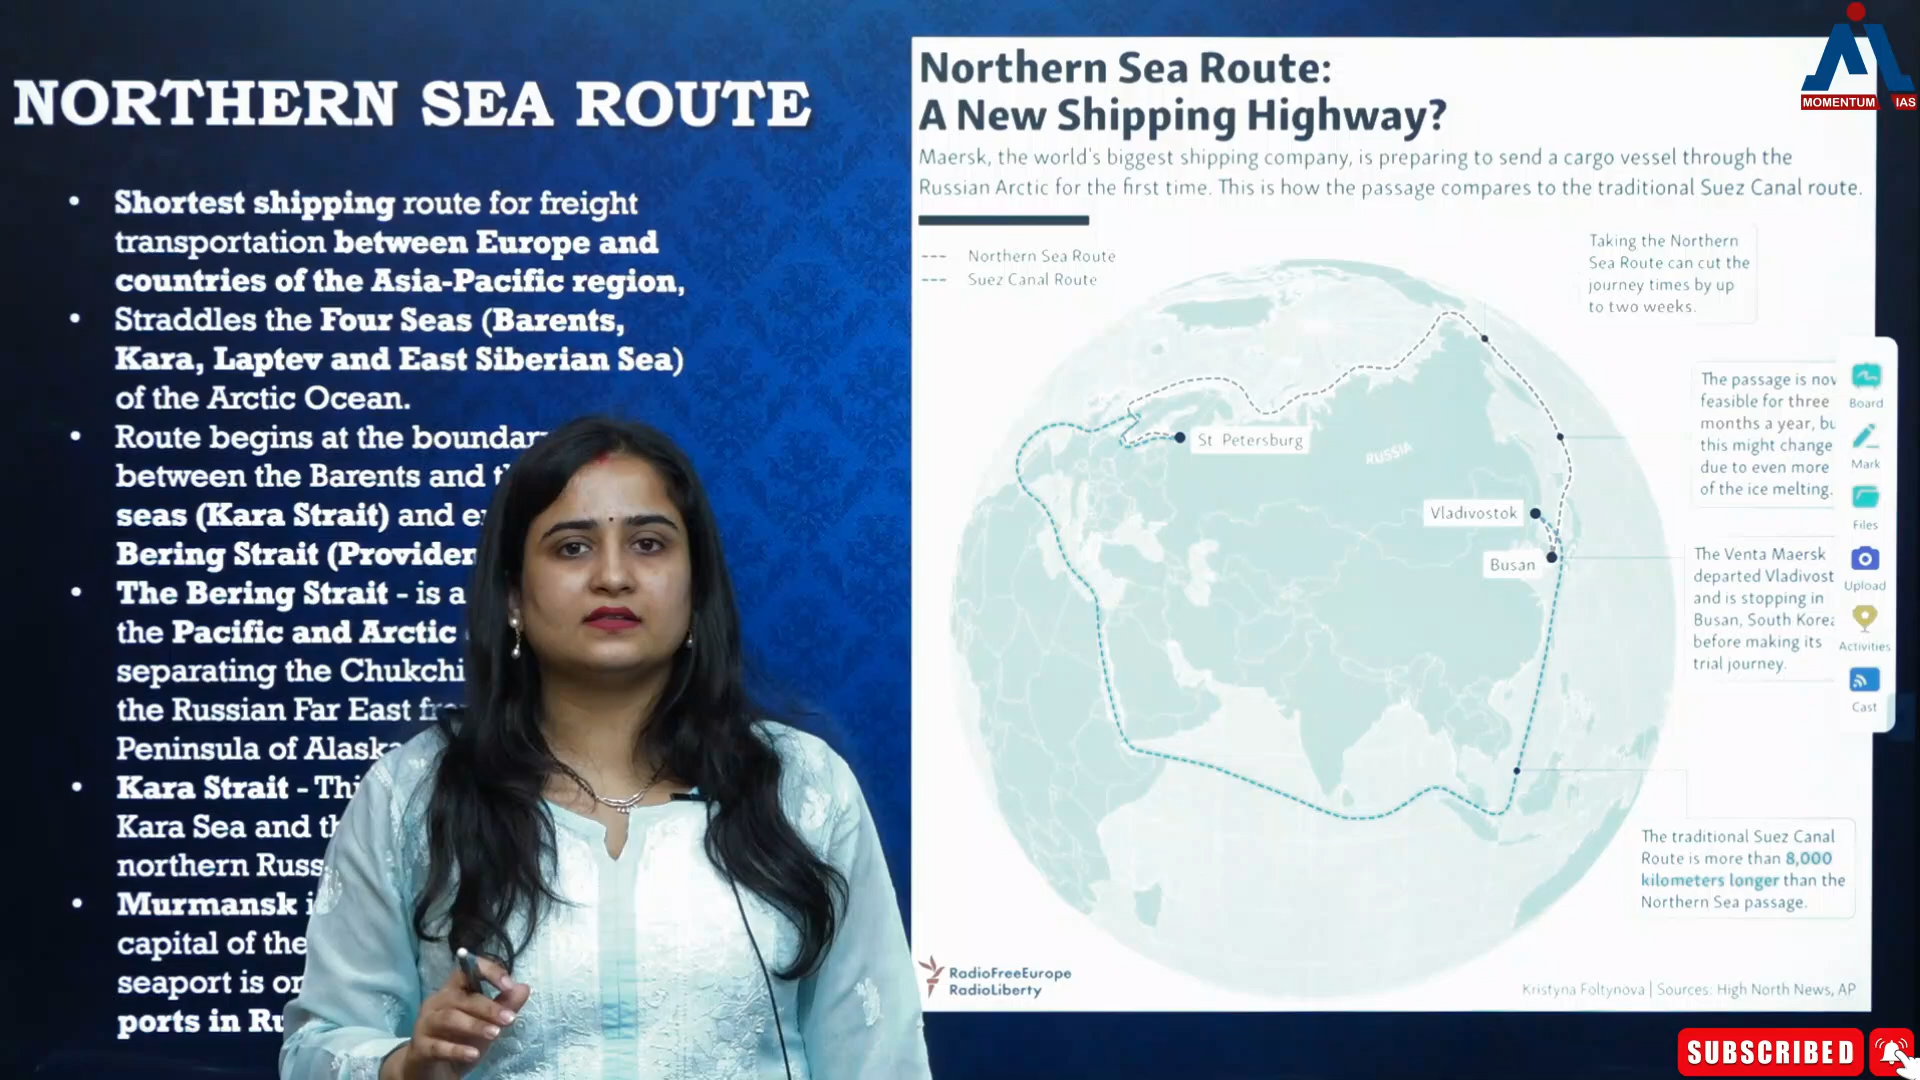 NORTHERN SEA ROUTE
• Shortest shipping route for freight
transportation between Europe and
countries of the Asia-Pacific region,
• Straddles the Four Seas (Barents,
Kara, Laptev and East Siberian Sea)
of the Arctic Ocean.
• Route begins at the boundar
between the Barents and t
seas (Kara Strait) and e
Bering Strait (Providen
• The Bering Strait - is a
the Pacific and Arctic
separating the Chukchi
the Russian Far East fr
Peninsula of Alaska
• Kara Strait - Thi
Kara Sea and th
northern Russ
• Murmansk i
capital of the
seaport is or
ports in Ru
Northern Sea Route:
A New Shipping Highway?
Maersk, the world's biggest shipping company, is preparing to send a cargo vessel through the
Russian Arctic for the first time. This is how the passage compares to the traditional Suez Canal route.
Northern Sea Route
Suez Canal Route
Taking the Northern
Sea Route can cut the
journey times by up
to two weeks.
The passage is nov
feasible for three
months a year, bu
this might change
due to even more
of the ice melting.
St. Petersburg
RUSSIA
Vladivostok
Busan
The Venta Maersk
departed Vladivost
and is stopping in
Busan, South Korea
before making its
trial journey.
The traditional Suez Canal
Route is more than 8,000
kilometers longer than the
Northern Sea passage.
RadioFreeEurope
RadioLiberty
Kristyna Foltynova | Sources: High North News, AP
MOMENTUM IAS
Board
Mark
Files
Upload
Activities
Cast
SUBSCRIBED